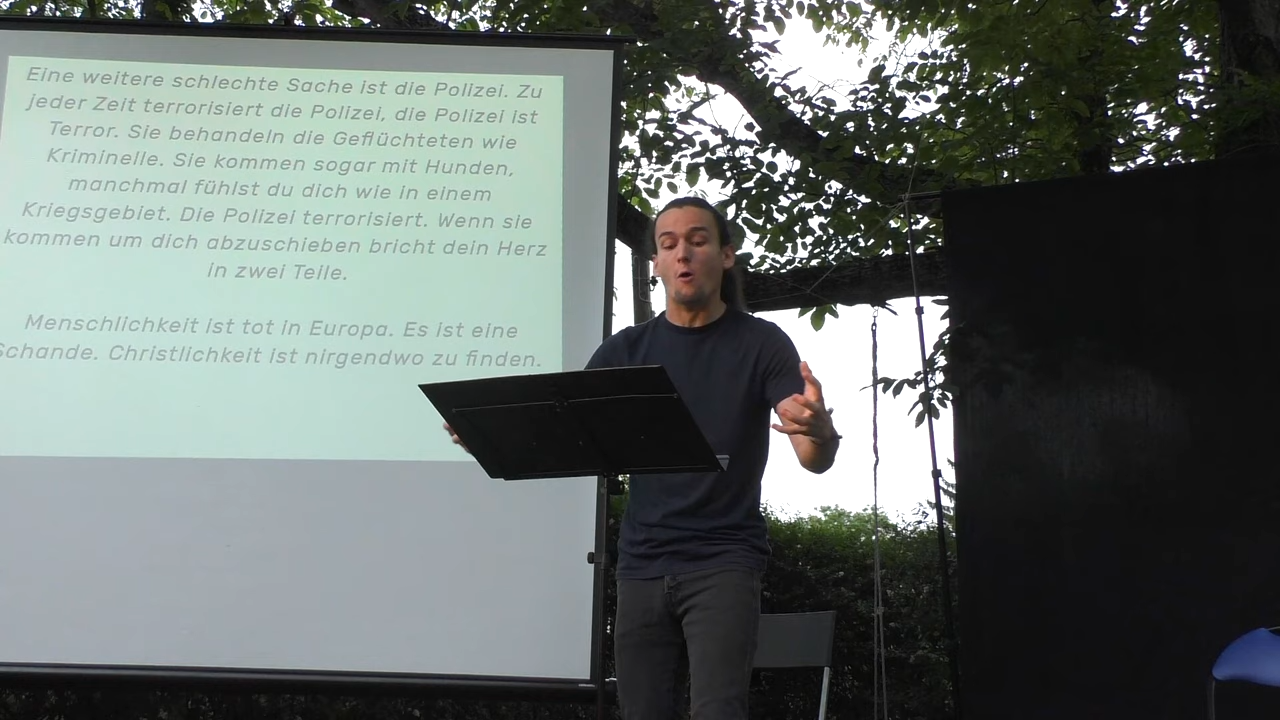 Eine weitere schlechte Sache ist die Polizei. Zu
jeder Zeit terrorisiert die Polizei, die Polizei ist
Terror. Sie behandeln die Geflüchteten wie
Kriminelle. Sie kommen sogar mit Hunden,
manchmal fühlst du dich wie in einem
Kriegsgebiet. Die Polizei terrorisiert. Wenn sie
kommen um dich abzuschieben bricht dein Herz
in zwei Teile.
Menschlichkeit ist tot in Europa. Es ist eine
Schande. Christlichkeit ist nirgendwo zu finden.